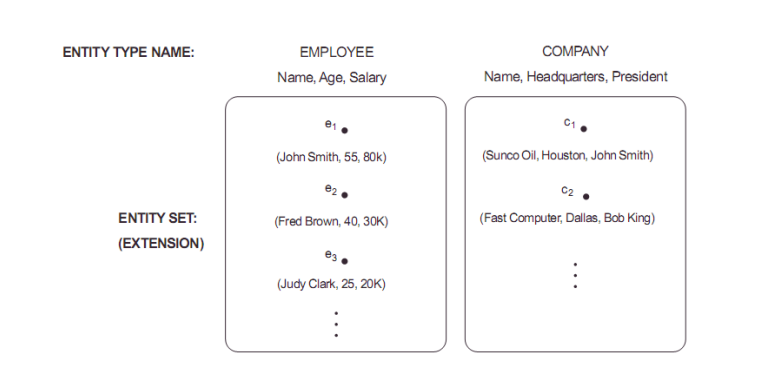 ENTITY TYPE NAME:
EMPLOYEE
COMPANY
Name, Age, Salary
Name, Headquarters, President
e1
(John Smith, 55, 80k)
e2
(Fred Brown, 40, 30K)
e3
(Judy Clark, 25, 20K)
c1
(Sunco Oil, Houston, John Smith)
c2
(Fast Computer, Dallas, Bob King)
ENTITY SET:
(EXTENSION)